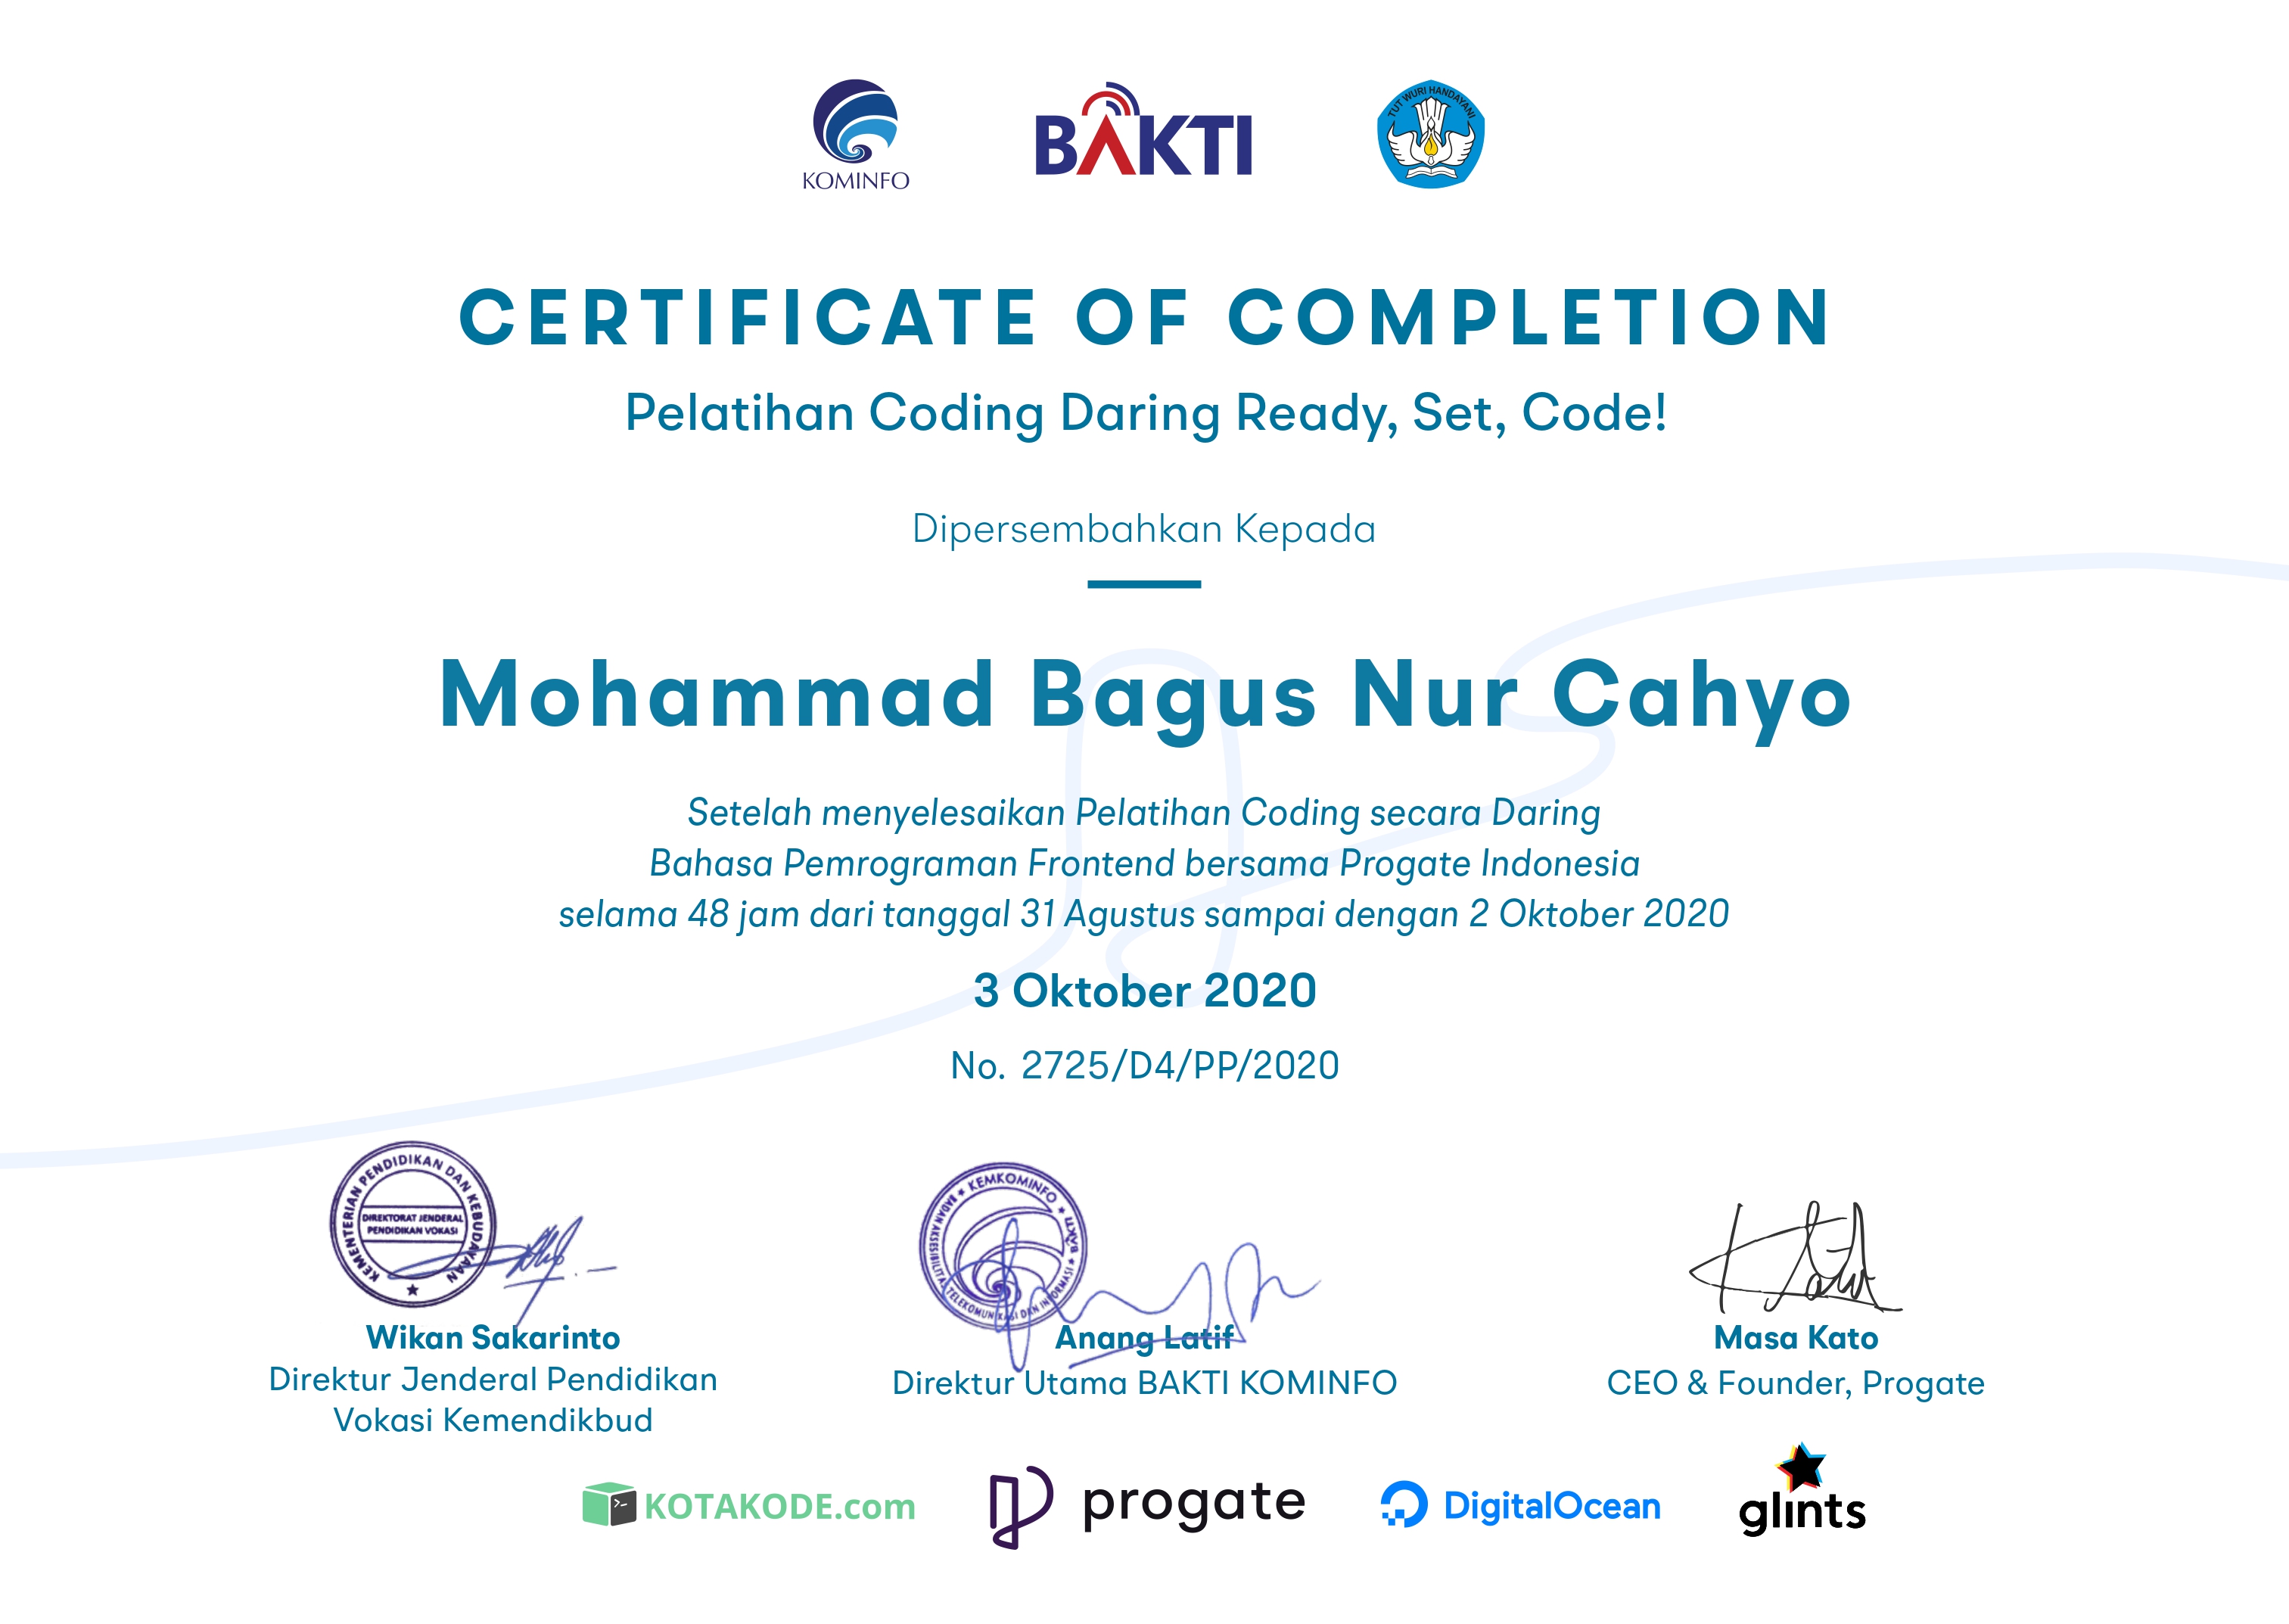 KOMINFO
BAKTI
TUT WURI HANDAYANI
CERTIFICATE OF COMPLETION
Pelatihan Coding Daring Ready, Set, Code!
Dipersembahkan Kepada
Mohammad Bagus Nur Cahyo
Setelah menyelesaikan Pelatihan Coding secara Daring
Bahasa Pemrograman Frontend bersama Progate Indonesia
selama 48 jam dari tanggal 31 Agustus sampai dengan 2 Oktober 2020
3 Oktober 2020
No. 2725/D4/PP/2020
KEMENTERIAN PENDIDIKAN DAN KEBUDAYAAN
DIREKTORAT JENDERAL
PENDIDIKAN VOKASI
KEMKOMINFO ★ BAKTI ★
BADAN AKSESIBILITAS TELEKOMUNIKASI DAN INFORMASI
Wikan Sakarinto
Direktur Jenderal Pendidikan
Vokasi Kemendikbud
Anang Latif
Direktur Utama BAKTI KOMINFO
Masa Kato
CEO & Founder, Progate
KOTAKODE.com
progate
DigitalOcean
glints